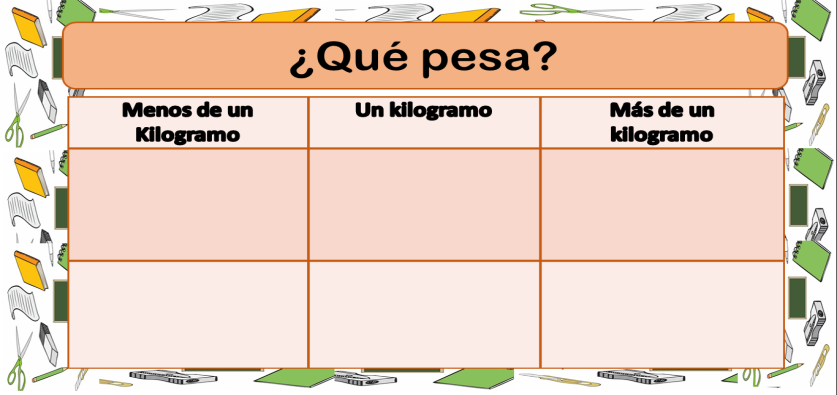 ¿Qué pesa?
Menos de un
Kilogramo
Un kilogramo
Más de un
kilogramo